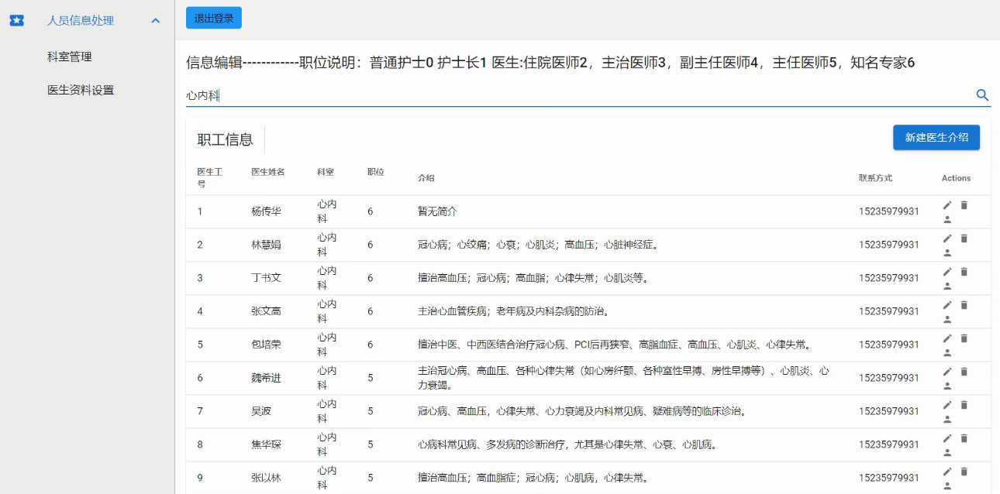 人员信息处理
科室管理
医生资料设置
退出登录
信息编辑------------职位说明：普通护士0 护士长1 医生:住院医师2，主治医师3，副主任医师4，主任医师5，知名专家6
心内科
职工信息
新建医生介绍
医生工号 医生姓名 科室 职位 介绍 联系方式 Actions
1 杨传华 心内科 6 暂无简介 15235979931
2 林慧娟 心内科 6 冠心病；心绞痛；心衰；心肌炎；高血压；心脏神经症。 15235979931
3 丁书文 心内科 6 擅治高血压；冠心病；高血脂；心律失常；心肌炎等。 15235979931
4 张文高 心内科 6 主治心血管疾病；老年病及内科杂病的防治。 15235979931
5 包培荣 心内科 6 擅治中医、中西医结合治疗冠心病、PCI后再狭窄、高脂血症、高血压、心肌炎、心律失常。 15235979931
6 魏希进 心内科 5 主治冠心病、高血压、各种心律失常（如心房纤颤、各种室性早搏、房性早搏等）、心肌炎、心力衰竭。 15235979931
7 吴波 心内科 5 冠心病、高血压，心律失常、心力衰竭及内科常见病、疑难病等的临床诊治。 15235979931
8 焦华琛 心内科 5 心病科常见病、多发病的诊断治疗，尤其是心律失常、心衰、心肌病。 15235979931
9 张以林 心内科 5 擅治高血压；高血脂症；冠心病；心肌病，心律失常。 15235979931